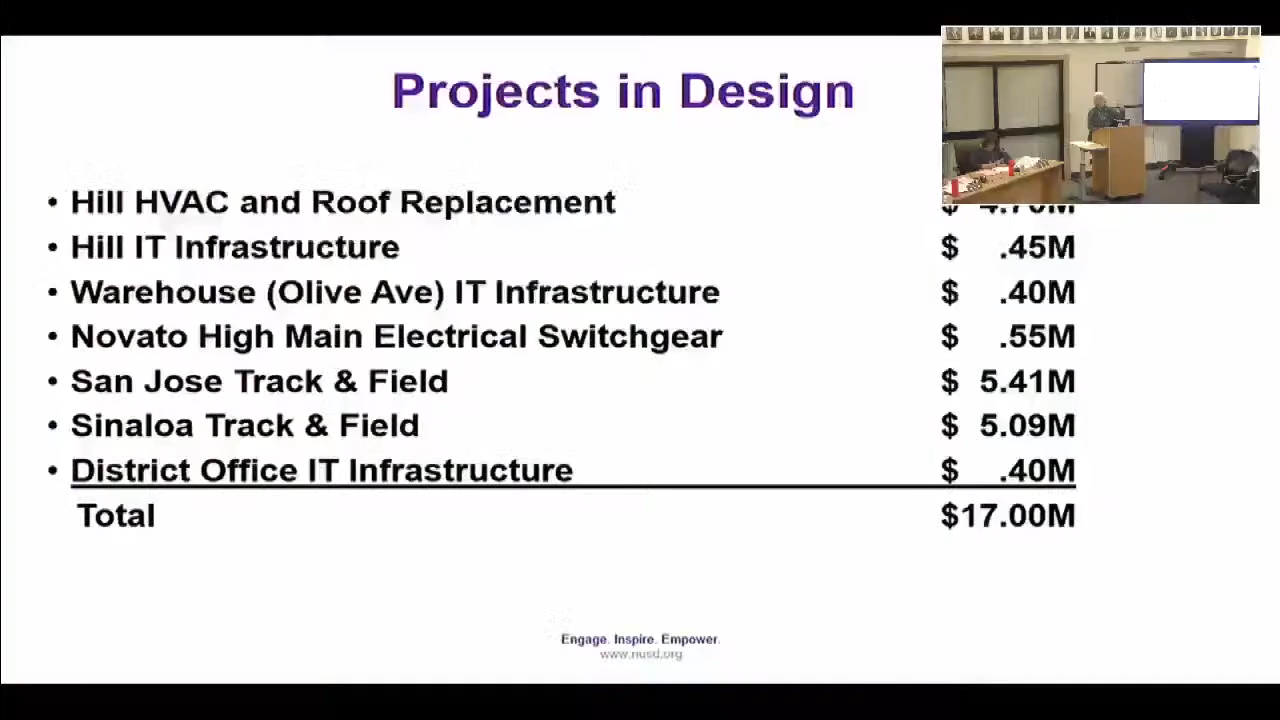 Projects in Design
• Hill HVAC and Roof Replacement
• Hill IT Infrastructure $ .45M
• Warehouse (Olive Ave) IT Infrastructure $ .40M
• Novato High Main Electrical Switchgear $ .55M
• San Jose Track & Field $ 5.41M
• Sinaloa Track & Field $ 5.09M
• District Office IT Infrastructure $ .40M
Total $17.00M
Engage. Inspire. Empower.
www.nusd.org